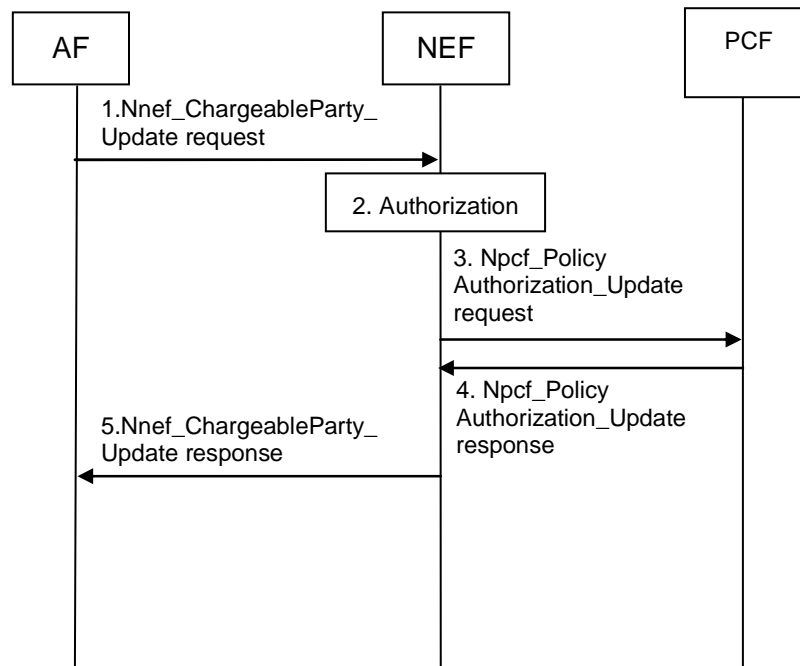 AF
NEF
PCF
1.Nnef_ChargeableParty_
Update request
2. Authorization
3. Npcf_Policy
Authorization_Update
request
4. Npcf_Policy
Authorization_Update
response
5.Nnef_ChargeableParty_
Update response